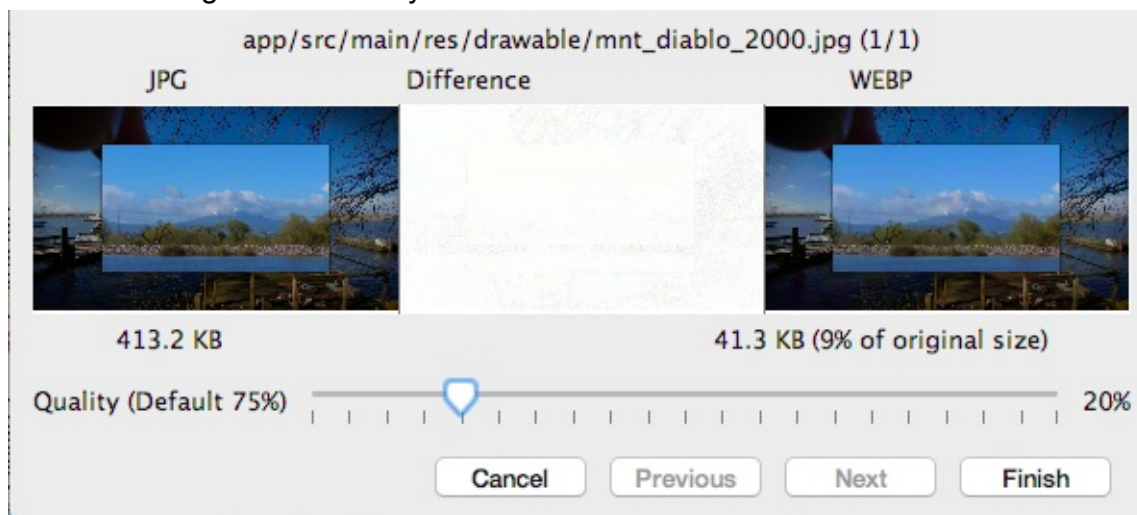 app/src/main/res/drawable/mnt_diablo_2000.jpg (1/1)
JPG Difference WEBP
413.2 KB 41.3 KB (9% of original size)
Quality (Default 75%) 20%
Cancel Previous Next Finish